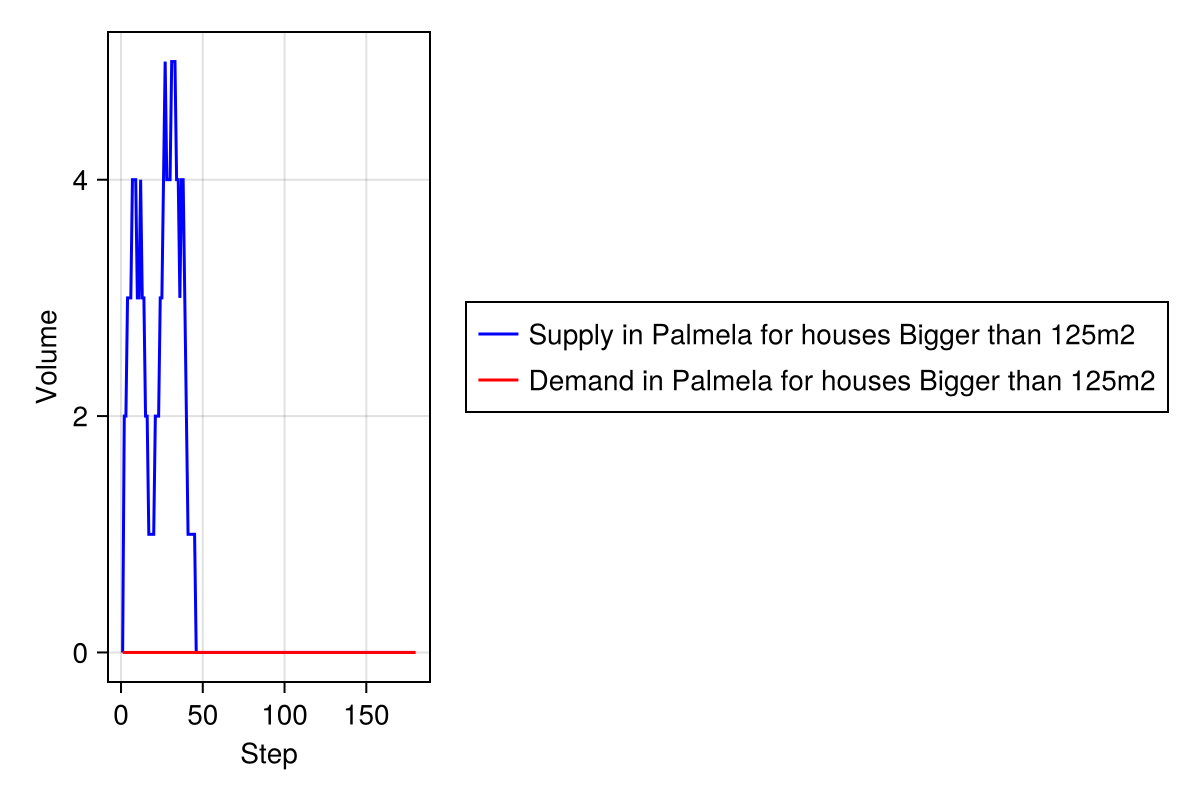 4
2
0
Volume
0 50 100 150
Step
Supply in Palmela for houses Bigger than 125m2
Demand in Palmela for houses Bigger than 125m2